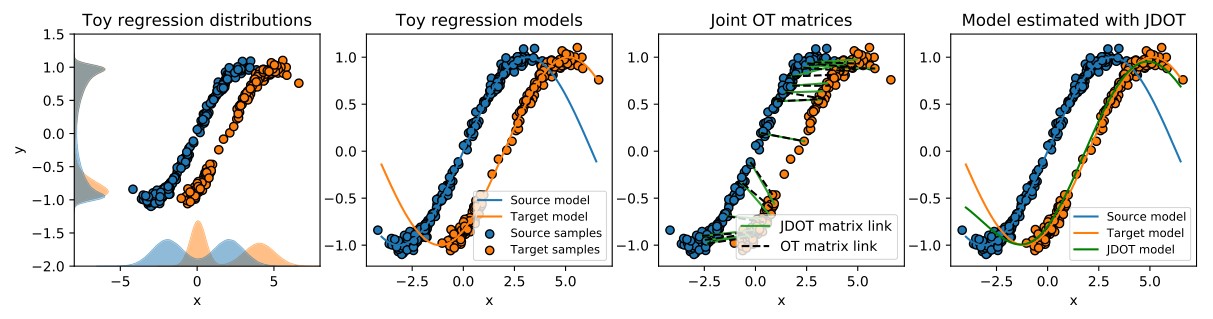 Toy regression distributions
1.5
1.0
0.5
0.0
−0.5
−1.0
−1.5
−2.0
y
−5
0
5
x
Toy regression models
1.0
0.5
0.0
−0.5
−1.0
Source model
Target model
Source samples
Target samples
−2.5
0.0
2.5
5.0
x
Joint OT matrices
1.0
0.5
0.0
−0.5
−1.0
JDOT matrix link
OT matrix link
−2.5
0.0
2.5
5.0
x
Model estimated with JDOT
1.0
0.5
0.0
−0.5
−1.0
Source model
Target model
JDOT model
−2.5
0.0
2.5
5.0
x